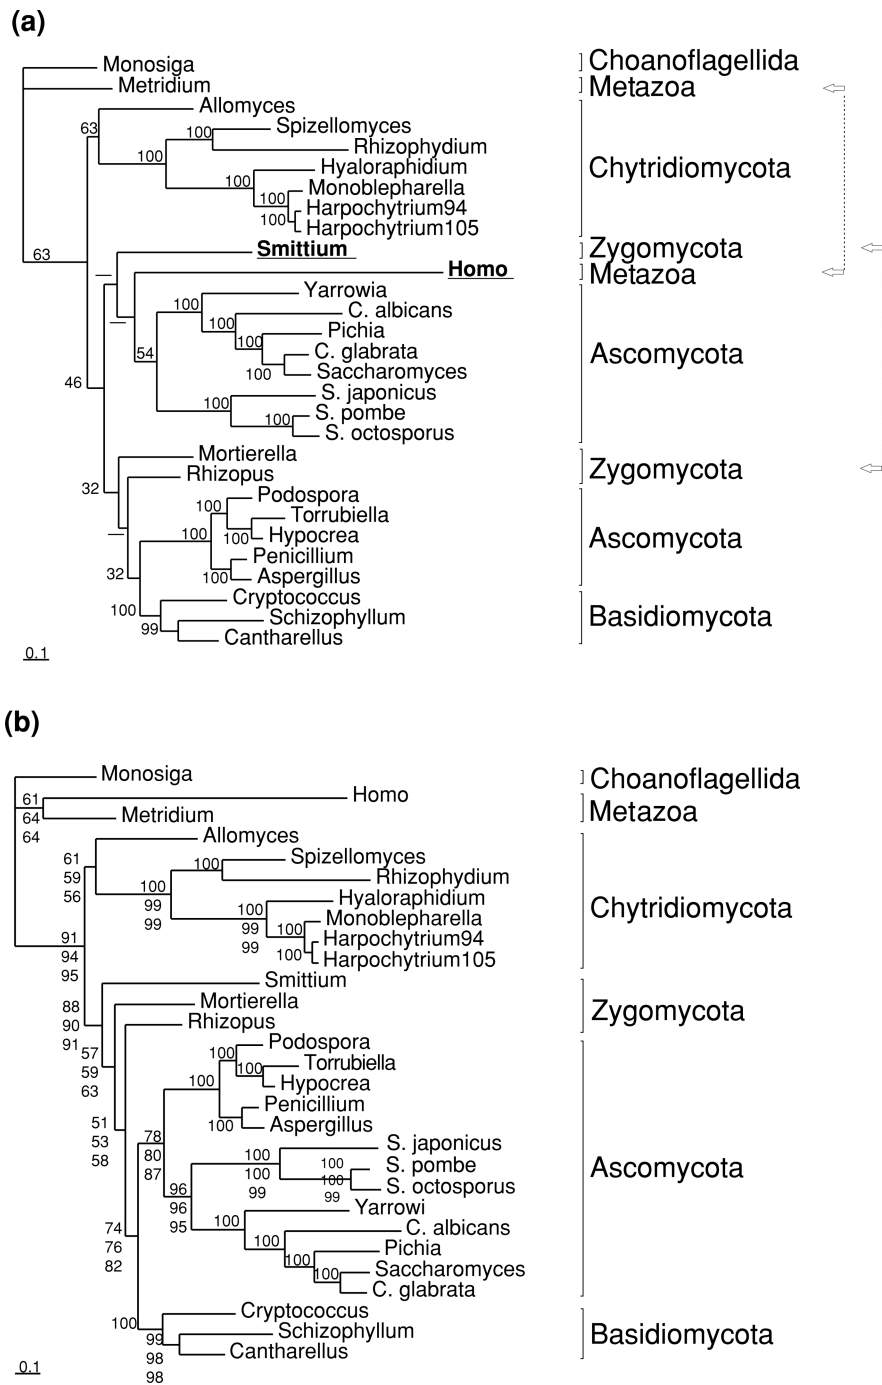 (a)
Monosiga
Choanoflagellida
Metridium
Metazoa
Allomyces
63
Spizellomyces
100
Rhizophydium
100
Hyaloraphidium
Chytridiomycota
100
Monoblepharella
100
Harpochytrium94
100
Harpochytrium105
Smittium
Zygomycota
63
Homo
Metazoa
Yarrowia
100
C. albicans
100
Pichia
100
C. glabrata
54
Ascomycota
Saccharomyces
100
46
S. japonicus
100
S. pombe
100
S. octosporus
Mortierella
Rhizopus
Zygomycota
32
Podospora
100
Torrubiella
100
Hypocrea
100
Ascomycota
Penicillium
100
Aspergillus
32
Cryptococcus
100
Schizophyllum
Basidiomycota
99
Cantharellus
0.1
(b)
Monosiga
Choanoflagellida
Homo
61
Metridium
64
Metazoa
64
Allomyces
61
Spizellomyces
100
59
Rhizophydium
100
56
99
99
Hyaloraphidium
100
Chytridiomycota
99
Monoblepharella
100
99
Harpochytrium94
100
Harpochytrium105
91
94
95
Smittium
88
Mortierella
Zygomycota
90
Rhizopus
91
57
59
63
Podospora
100
Torrubiella
100
Hypocrea
100
Penicillium
100
Aspergillus
51
53
58
78
80
87
S. japonicus
100
100
99
S. pombe
100
100
99
S. octosporus
Ascomycota
96
96
95
Yarrowi
100
C. albicans
100
Pichia
100
Saccharomyces
100
C. glabrata
74
76
82
Cryptococcus
100
Schizophyllum
99
98
98
Cantharellus
Basidiomycota
0.1